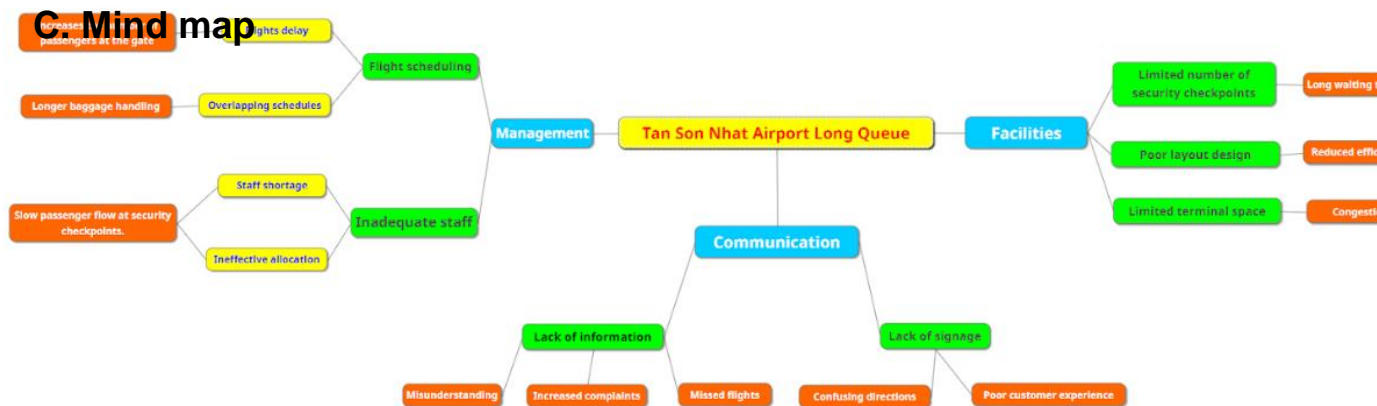 C. Mind map
Increases
passengers at the gate
delay
Flight scheduling
Longer baggage handling
Overlapping schedules
Management
Tan Son Nhat Airport Long Queue
Facilities
Limited number of
security checkpoints
Long waiting
Poor layout design
Reduced
Limited terminal space
Staff shortage
Slow passenger flow at security
checkpoints.
Inadequate staff
Ineffective allocation
Communication
Lack of information
Lack of signage
Misunderstanding
Increased complaints
Missed flights
Confusing directions
Poor customer experience